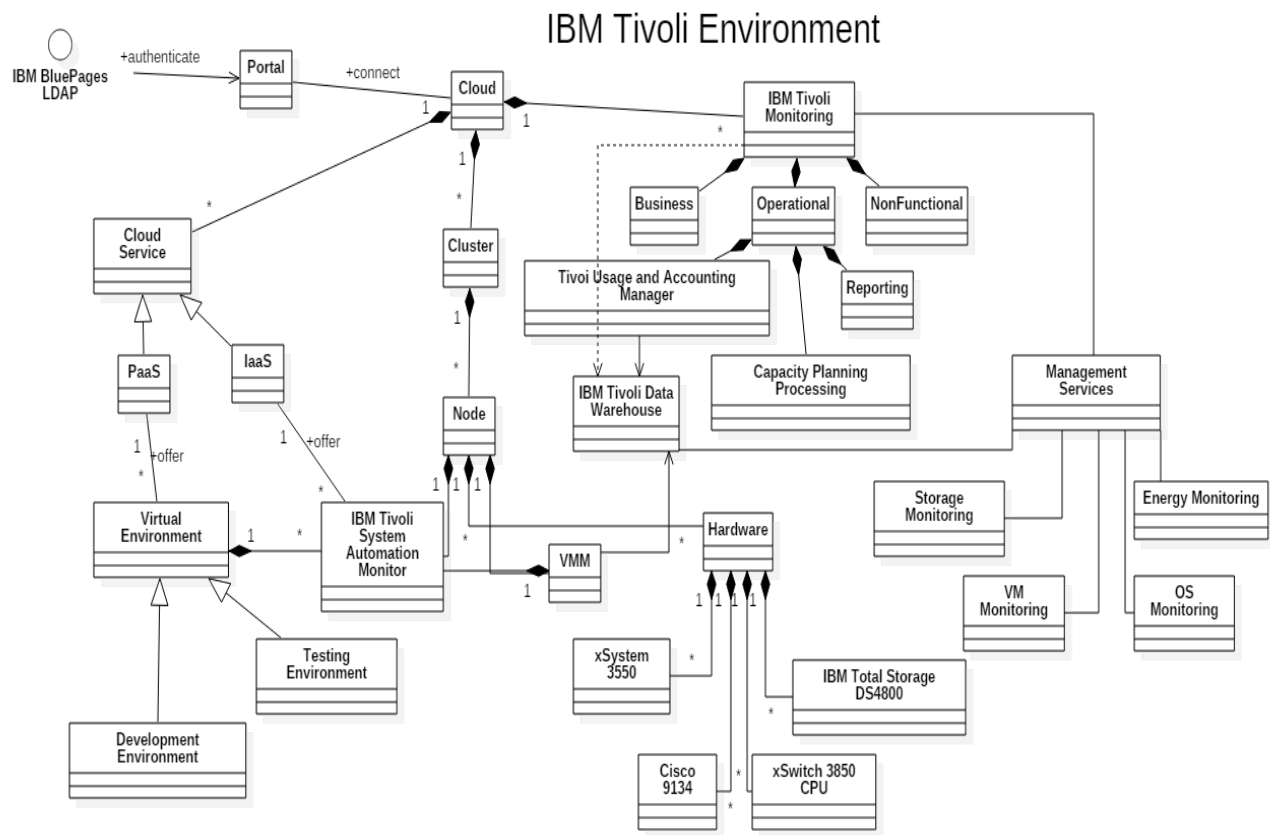 IBM Tivoli Environment
IBM BluePages
LDAP
+authenticate
Portal
+connect
Cloud
1
1
1
*
*
*
IBM Tivoli
Monitoring
Business
Operational
NonFunctional
Cloud
Service
Cluster
1
*
Tivoi Usage and Accounting
Manager
Reporting
PaaS
IaaS
Node
IBM Tivoli Data
Warehouse
Capacity Planning
Processing
Management
Services
1
+offer
*
1
+offer
*
1
1
1
Virtual
Environment
1
*
IBM Tivoli
System
Automation
Monitor
*
VMM
1
*
Hardware
Storage
Monitoring
Energy Monitoring
VM
Monitoring
OS
Monitoring
1
1
1
1
Testing
Environment
xSystem
3550
*
IBM Total Storage
DS4800
*
Development
Environment
Cisco
9134
*
*
xSwitch 3850
CPU